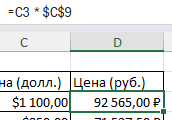 =C3 * $C$9
C D
на (долл.) Цена (руб.)
$1 100,00 92 565,00 ₽